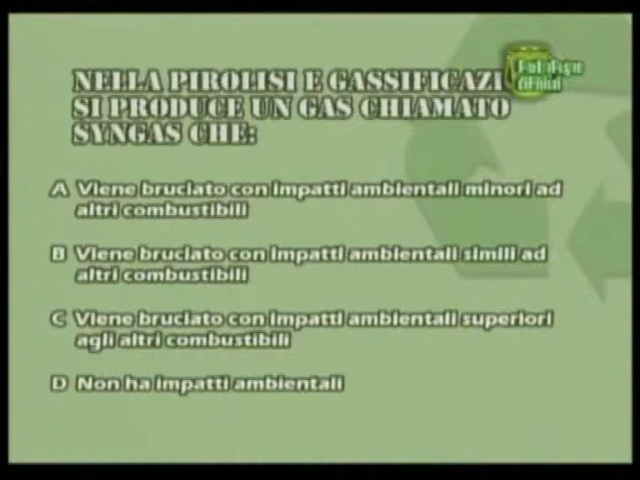 NELLA PIROLISI E GASSIFICAZI
SI PRODUCE UN GAS CHIAMATO
SYNGAS CHE:
A Viene bruciato con impatti ambientali minori ad
altri combustibili
B Viene bruciato con impatti ambientali simili ad
altri combustibili
C Viene bruciato con impatti ambientali superiori
agli altri combustibili
D Non ha impatti ambientali